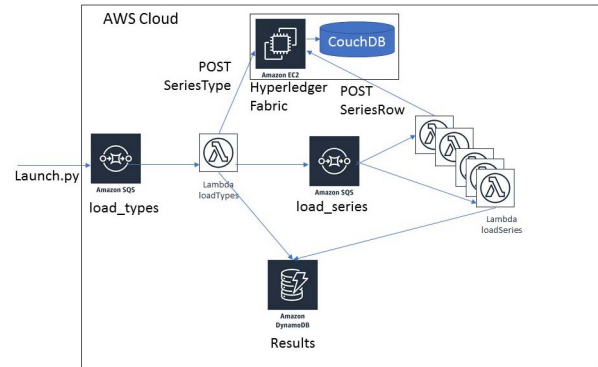 AWS Cloud
CouchDB
Amazon EC2
POST
SeriesType
Hyperledger
Fabric
POST
SeriesRow
Launch.py
Amazon SQS
load_types
Lambda
loadTypes
Amazon SQS
load_series
Lambda
loadSeries
Amazon
DynamoDB
Results